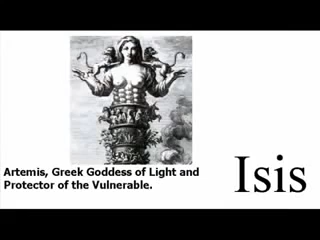 Artemis, Greek Goddess of Light and
Protector of the Vulnerable.
Isis